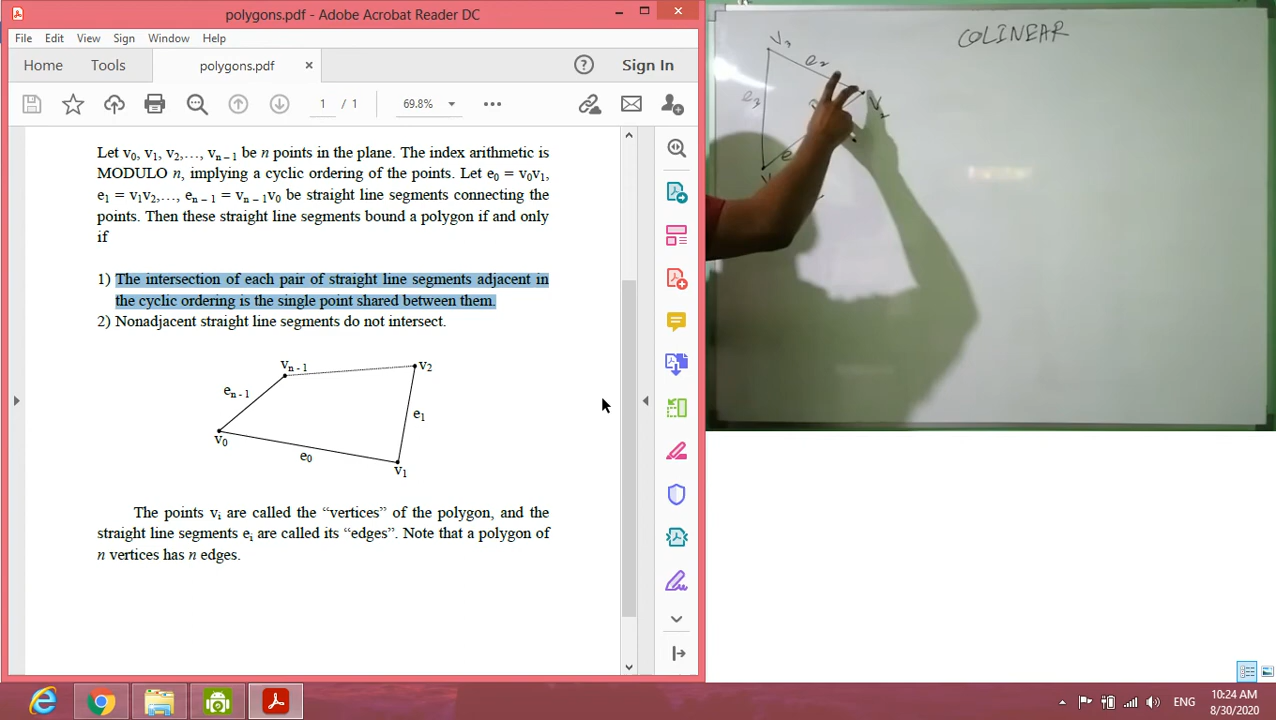 polygons.pdf - Adobe Acrobat Reader DC
File Edit View Sign Window Help
Home Tools polygons.pdf × Sign In
1 / 1 69.8%
Let v0, v1, v2,…, vn – 1 be n points in the plane. The index arithmetic is
MODULO n, implying a cyclic ordering of the points. Let e0 = v0v1,
e1 = v1v2,…, en – 1 = vn – 1v0 be straight line segments connecting the
points. Then these straight line segments bound a polygon if and only
if
1) The intersection of each pair of straight line segments adjacent in
the cyclic ordering is the single point shared between them.
2) Nonadjacent straight line segments do not intersect.
vn - 1
v2
en - 1
e1
v0
e0
v1
The points vi are called the “vertices” of the polygon, and the
straight line segments ei are called its “edges”. Note that a polygon of
n vertices has n edges.
COLINEAR
V3
e2
e3
V2
ENG
10:24 AM
8/30/2020